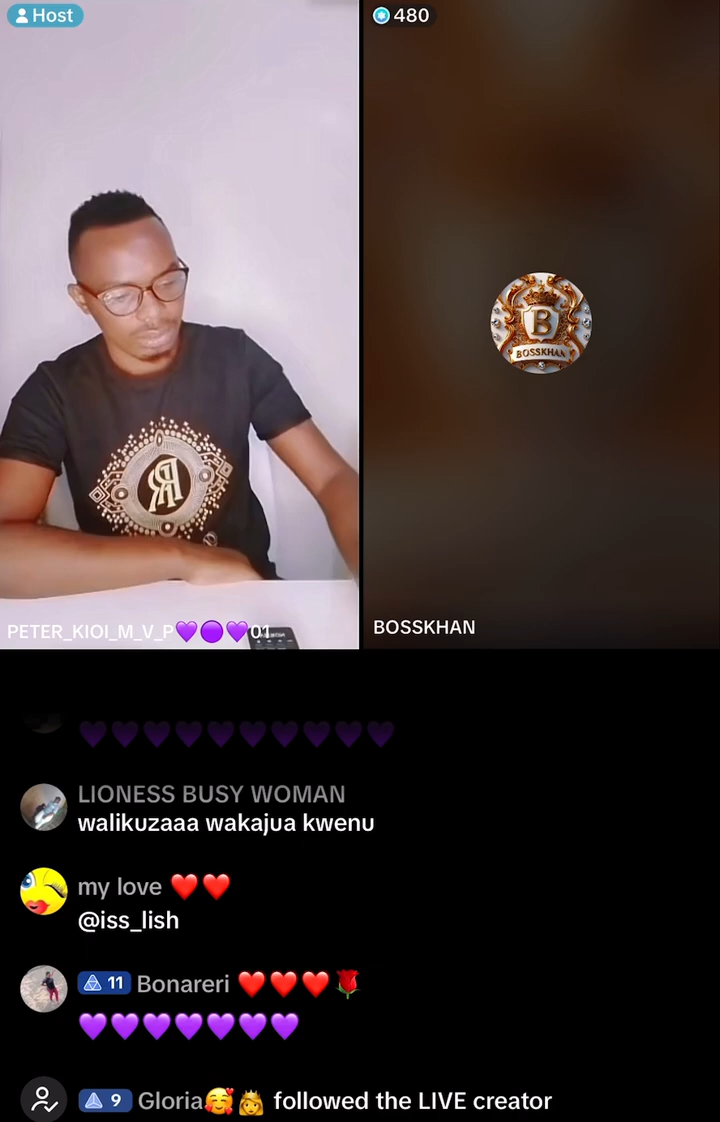 Host
480
BOSSKHAN
PETER_KIOI_M_V_P💜🟣💜01
BOSSKHAN
💜💜💜💜💜💜💜💜💜💜
LIONESS BUSY WOMAN
walikuzaaa wakajua kwenu
my love ❤️❤️
@iss_lish
11 Bonareri ❤️❤️❤️🌹
💜💜💜💜💜💜💜
9 Gloria🥰👸 followed the LIVE creator